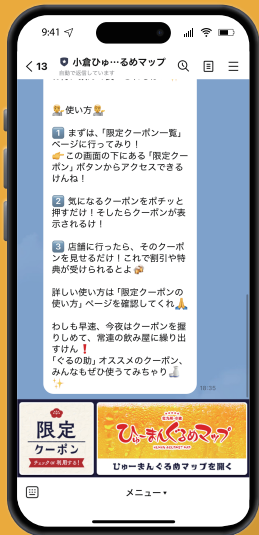 9:41
13 小倉ひゅ…るめマップ
自動で返信しています
使い方
1 まずは、「限定クーポン一覧」
ページに行ってみり！
👉この画面の下にある「限定クー
ポン」ボタンからアクセスできる
けんね！
2 気になるクーポンをポチッと
押すだけ！そしたらクーポンが表
示されるけ！
3 店舗に行ったら、そのクーポ
ンを見せるだけ！これで割引や特
典が受けられるとよ
詳しい使い方は「限定クーポンの
使い方」ページを確認してくれ🙏
わしも早速、今夜はクーポンを握
りしめて、常連の飲み屋に繰り出
すけん❗
「ぐるの助」オススメのクーポン、
みんなもぜひ使うてみちゃり
✨
18:35
限定
クーポン
チェック&利用する!
ひゅーまんぐるめマップ
ひゅーまんぐるめマップを開く
メニュー▾